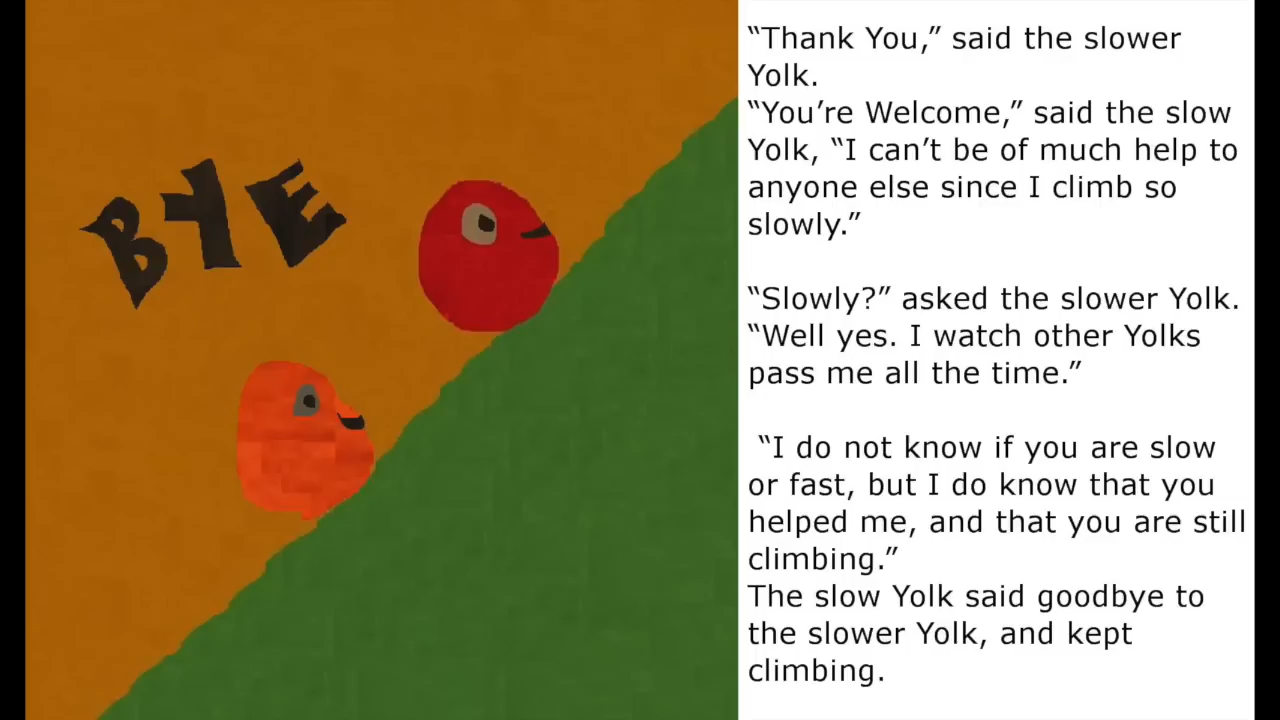 BYE
“Thank You,” said the slower
Yolk.
“You’re Welcome,” said the slow
Yolk, “I can’t be of much help to
anyone else since I climb so
slowly.”
“Slowly?” asked the slower Yolk.
“Well yes. I watch other Yolks
pass me all the time.”
“I do not know if you are slow
or fast, but I do know that you
helped me, and that you are still
climbing.”
The slow Yolk said goodbye to
the slower Yolk, and kept
climbing.